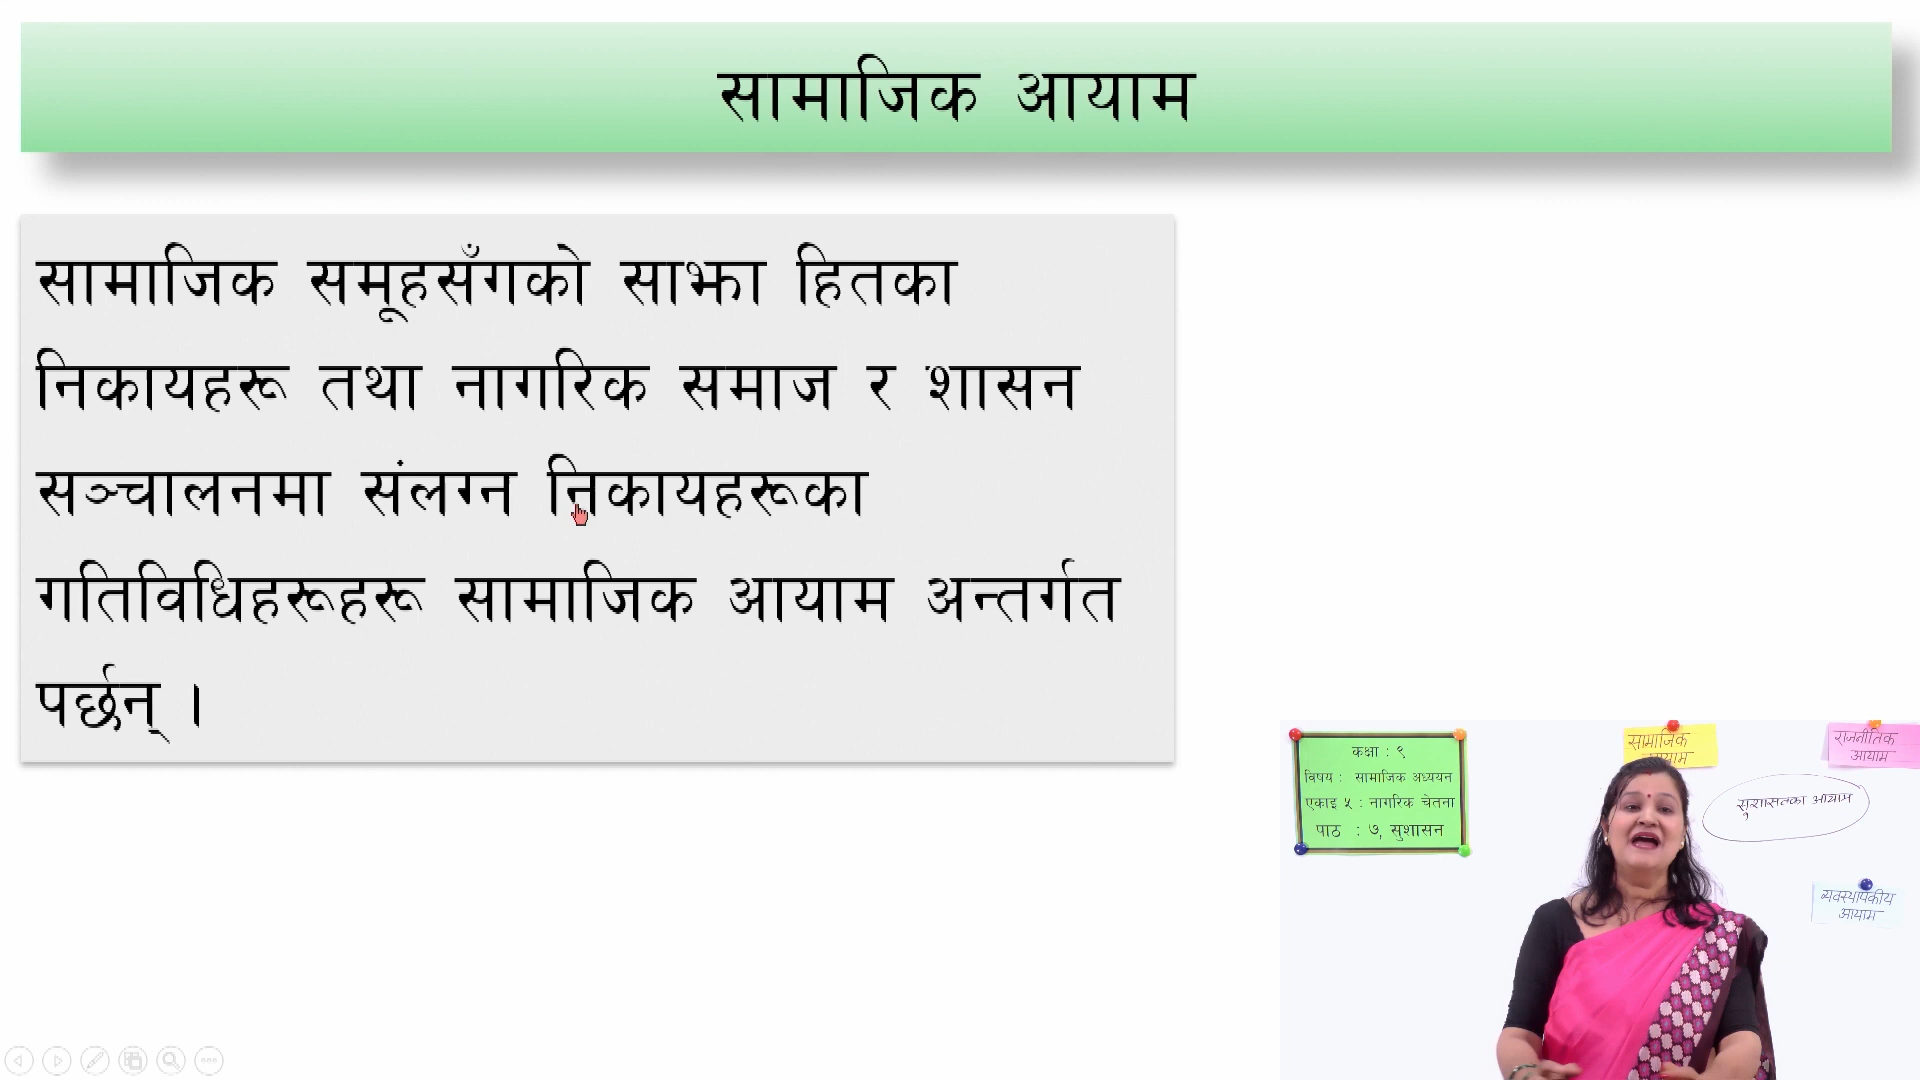 सामाजिक आयाम
सामाजिक समूहसँगको साझा हितका
निकायहरू तथा नागरिक समाज र शासन
सञ्चालनमा संलग्न निकायहरूका
गतिविधिहरूहरू सामाजिक आयाम अन्तर्गत
पर्छन् ।
कक्षा : ९
विषय : सामाजिक अध्ययन
एकाइ ५ : नागरिक चेतना
पाठ : ७, सुशासन
सामाजिक
आयाम
राजनीतिक
आयाम
सुशासनका आयाम
व्यवस्थापकीय
आयाम